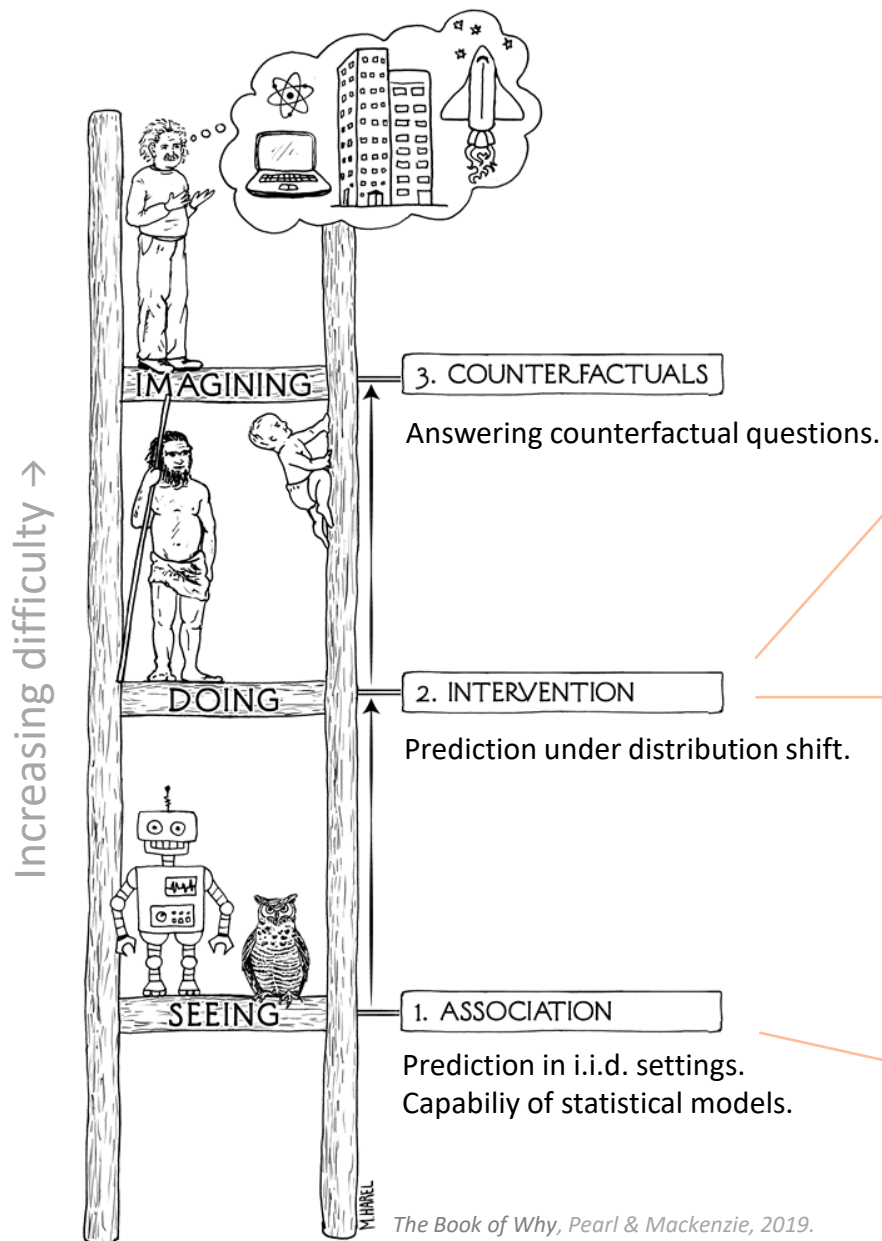 IMAGINING
3. COUNTERFACTUALS
Answering counterfactual questions.
Increasing difficulty →
DOING
2. INTERVENTION
Prediction under distribution shift.
SEEING
1. ASSOCIATION
Prediction in i.i.d. settings.
Capabiliy of statistical models.
M.HAREL
The Book of Why, Pearl & Mackenzie, 2019.